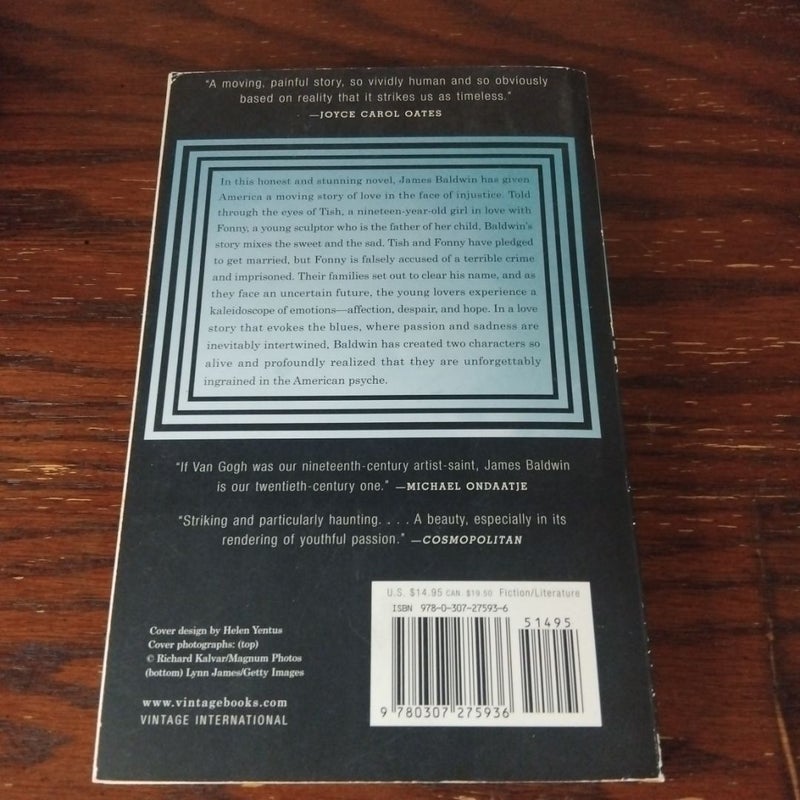 "A moving, painful story, so vividly human and so obviously
based on reality that it strikes us as timeless."
—JOYCE CAROL OATES
In this honest and stunning novel, James Baldwin has given
America a moving story of love in the face of injustice. Told
through the eyes of Tish, a nineteen-year-old girl in love with
Fonny, a young sculptor who is the father of her child, Baldwin's
story mixes the sweet and the sad. Tish and Fonny have pledged
to get married, but Fonny is falsely accused of a terrible crime
and imprisoned. Their families set out to clear his name, and as
they face an uncertain future, the young lovers experience a
kaleidoscope of emotions—affection, despair, and hope. In a love
story that evokes the blues, where passion and sadness are
inevitably intertwined, Baldwin has created two characters so
alive and profoundly realized that they are unforgettably
ingrained in the American psyche.
"If Van Gogh was our nineteenth-century artist-saint, James Baldwin
is our twentieth-century one." —MICHAEL ONDAATJE
"Striking and particularly haunting. . . . A beauty, especially in its
rendering of youthful passion." —COSMOPOLITAN
U.S. $14.95 CAN. $19.50 Fiction/Literature
ISBN 978-0-307-27593-6
51495
9 780307 275936
Cover design by Helen Yentus
Cover photographs: (top)
© Richard Kalvar/Magnum Photos
(bottom) Lynn James/Getty Images
www.vintagebooks.com
VINTAGE INTERNATIONAL